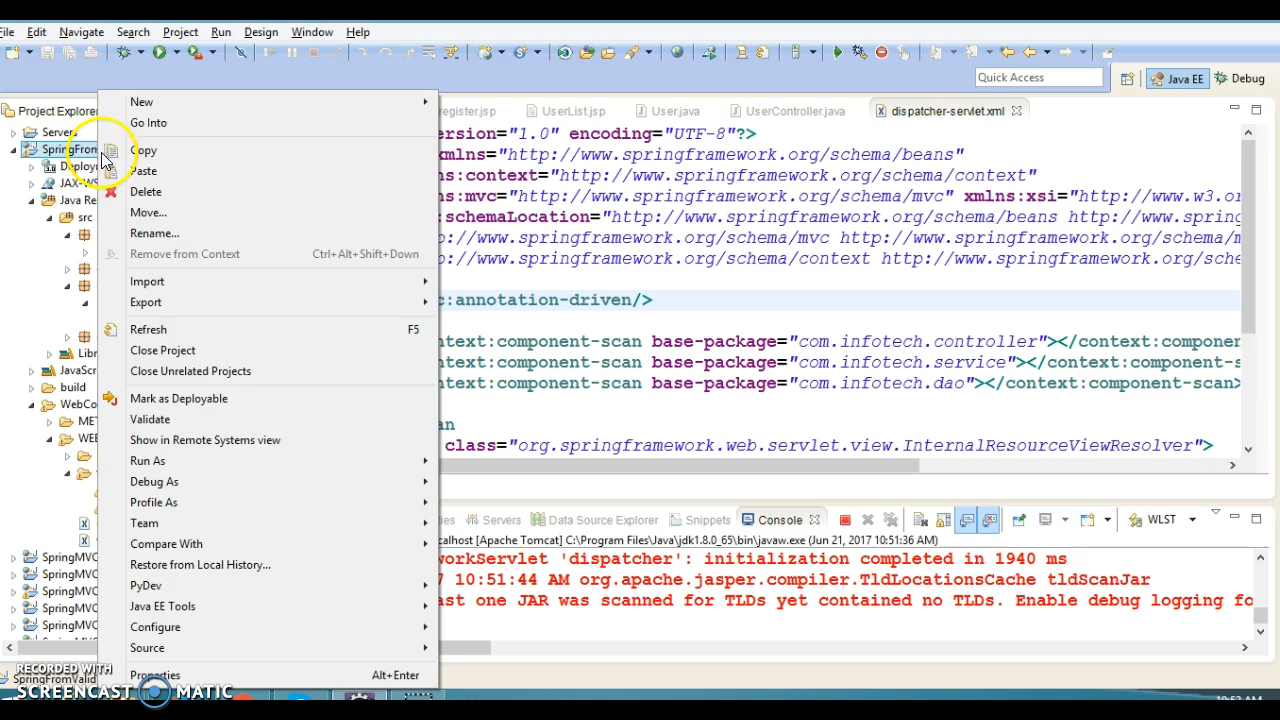 File Edit Navigate Search Project Run Design Window Help
Quick Access
Java EE
Debug
Project Explorer
register.jsp UserList.jsp User.java UserController.java dispatcher-servlet.xml
Servers
SpringFrom
Deploy
JAX-WS
Java Re
src
Libr
JavaScr
build
WebCo
MET
WEB
SpringMVC
SpringMVC
SpringMVC
SpringMVC
SpringMVC
SpringFromValid
New
Go Into
Copy
Paste
Delete
Move...
Rename...
Remove from Context Ctrl+Alt+Shift+Down
Import
Export
Refresh F5
Close Project
Close Unrelated Projects
Mark as Deployable
Validate
Show in Remote Systems view
Run As
Debug As
Profile As
Team
Compare With
Restore from Local History...
PyDev
Java EE Tools
Configure
Source
Properties Alt+Enter
ersion="1.0" encoding="UTF-8"?>
xmlns="http://www.springframework.org/schema/beans"
ns:context="http://www.springframework.org/schema/context"
ns:mvc="http://www.springframework.org/schema/mvc" xmlns:xsi="http://www.w3.o
:schemaLocation="http://www.springframework.org/schema/beans http://www.spring
://www.springframework.org/schema/mvc http://www.springframework.org/schema/m
://www.springframework.org/schema/context http://www.springframework.org/sche
c:annotation-driven/>
ntext:component-scan base-package="com.infotech.controller"></context:componen
ntext:component-scan base-package="com.infotech.service"></context:component-s
ntext:component-scan base-package="com.infotech.dao"></context:component-scan>
an
class="org.springframework.web.servlet.view.InternalResourceViewResolver">
ties Servers Data Source Explorer Snippets Console WLST
ocalhost [Apache Tomcat] C:\Program Files\Java\jdk1.8.0_65\bin\javaw.exe (Jun 21, 2017 10:51:36 AM)
workServlet 'dispatcher': initialization completed in 1940 ms
7 10:51:44 AM org.apache.jasper.compiler.TldLocationsCache tldScanJar
ast one JAR was scanned for TLDs yet contained no TLDs. Enable debug logging fo
RECORDED WITH
SCREENCAST MATIC
10:52 AM